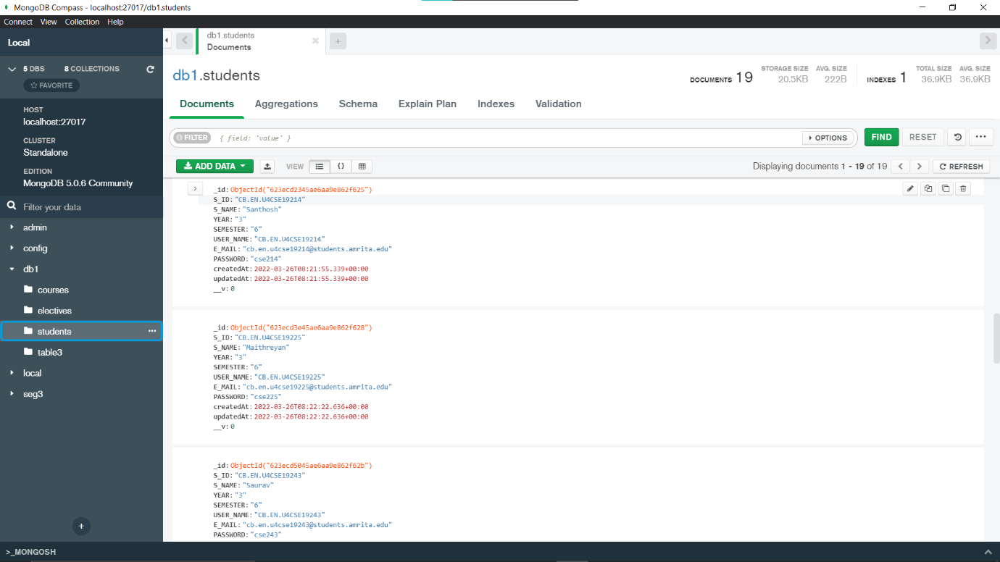 MongoDB Compass - localhost:27017/db1.students
Connect View Collection Help
Local
5 DBS 8 COLLECTIONS
FAVORITE
HOST
localhost:27017
CLUSTER
Standalone
EDITION
MongoDB 5.0.6 Community
Filter your data
admin
config
db1
courses
electives
students
table3
local
seg3
db1.students
Documents
db1.students
DOCUMENTS 19
STORAGE SIZE
20.5KB
AVG. SIZE
222B
INDEXES 1
TOTAL SIZE
36.9KB
AVG. SIZE
36.9KB
Documents Aggregations Schema Explain Plan Indexes Validation
FILTER { field: 'value' } OPTIONS FIND RESET
ADD DATA VIEW {} Displaying documents 1 - 19 of 19 REFRESH
_id: ObjectId("623ecd2345ae6aa9e862f625")
S_ID: "CB.EN.U4CSE19214"
S_NAME: "Santhosh"
YEAR: "3"
SEMESTER: "6"
USER_NAME: "CB.EN.U4CSE19214"
E_MAIL: "cb.en.u4cse19214@students.amrita.edu"
PASSWORD: "cse214"
createdAt: 2022-03-26T08:21:55.339+00:00
updatedAt: 2022-03-26T08:21:55.339+00:00
__v: 0
_id: ObjectId("623ecd3e45ae6aa9e862f628")
S_ID: "CB.EN.U4CSE19225"
S_NAME: "Maithreyan"
YEAR: "3"
SEMESTER: "6"
USER_NAME: "CB.EN.U4CSE19225"
E_MAIL: "cb.en.u4cse19225@students.amrita.edu"
PASSWORD: "cse225"
createdAt: 2022-03-26T08:22:22.636+00:00
updatedAt: 2022-03-26T08:22:22.636+00:00
__v: 0
_id: ObjectId("623ecd5045ae6aa9e862f62b")
S_ID: "CB.EN.U4CSE19243"
S_NAME: "Saurav"
YEAR: "3"
SEMESTER: "6"
USER_NAME: "CB.EN.U4CSE19243"
E_MAIL: "cb.en.u4cse19243@students.amrita.edu"
PASSWORD: "cse243"
>_MONGOSH